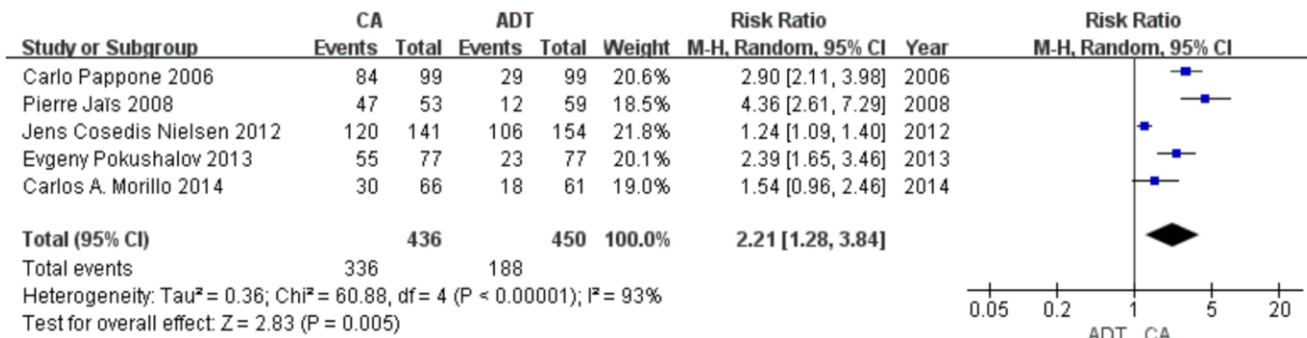 CA ADT Risk Ratio Risk Ratio
Study or Subgroup Events Total Events Total Weight M-H, Random, 95% CI Year M-H, Random, 95% CI
Carlo Pappone 2006 84 99 29 99 20.6% 2.90 [2.11, 3.98] 2006
Pierre Jaïs 2008 47 53 12 59 18.5% 4.36 [2.61, 7.29] 2008
Jens Cosedis Nielsen 2012 120 141 106 154 21.8% 1.24 [1.09, 1.40] 2012
Evgeny Pokushalov 2013 55 77 23 77 20.1% 2.39 [1.65, 3.46] 2013
Carlos A. Morillo 2014 30 66 18 61 19.0% 1.54 [0.96, 2.46] 2014
Total (95% CI) 436 450 100.0% 2.21 [1.28, 3.84]
Total events 336 188
Heterogeneity: Tau² = 0.36; Chi² = 60.88, df = 4 (P < 0.00001); I² = 93%
Test for overall effect: Z = 2.83 (P = 0.005)
0.05 0.2 1 5 20
ADT CA